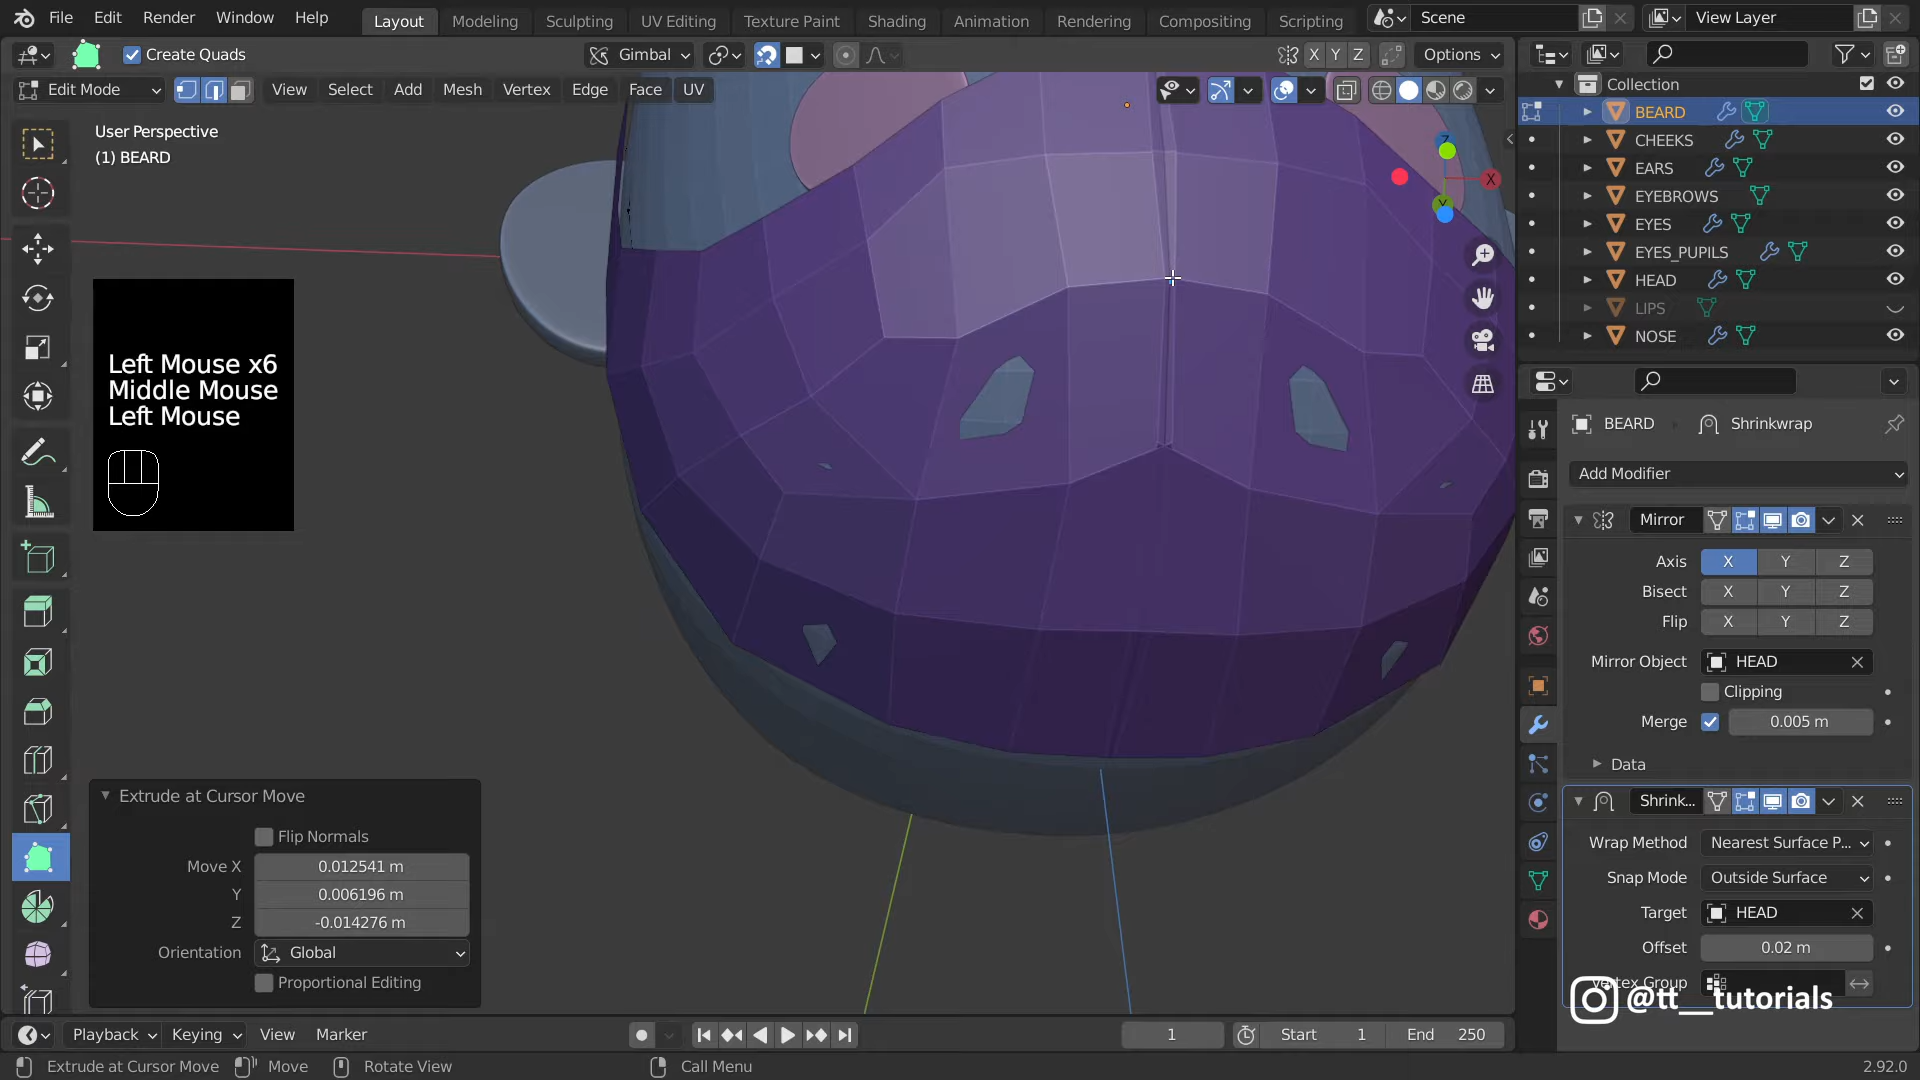 File Edit Render Window Help Layout Modeling Sculpting UV Editing Texture Paint Shading Animation Rendering Compositing Scripting Scene View Layer
Create Quads Gimbal X Y Z Options
Edit Mode View Select Add Mesh Vertex Edge Face UV
User Perspective
(1) BEARD
Left Mouse x6
Middle Mouse
Left Mouse
Z
X
Y
Extrude at Cursor Move
Flip Normals
Move X 0.012541 m
Y 0.006196 m
Z -0.014276 m
Orientation Global
Proportional Editing
Collection
BEARD
CHEEKS
EARS
EYEBROWS
EYES
EYES_PUPILS
HEAD
LIPS
NOSE
BEARD Shrinkwrap
Add Modifier
Mirror
Axis X Y Z
Bisect X Y Z
Flip X Y Z
Mirror Object HEAD
Clipping
Merge 0.005 m
Data
Shrink...
Wrap Method Nearest Surface P...
Snap Mode Outside Surface
Target HEAD
Offset 0.02 m
Vertex Group
@tt__tutorials
Playback Keying View Marker 1 Start 1 End 250
Extrude at Cursor Move Move Rotate View Call Menu 2.92.0